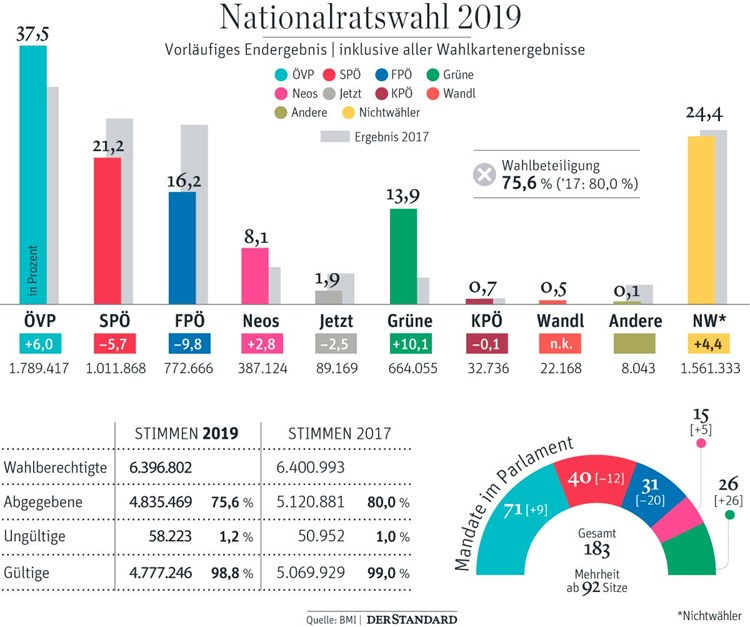 Nationalratswahl 2019
Vorläufiges Endergebnis | inklusive aller Wahlkartenergebnisse
ÖVP SPÖ FPÖ Grüne
Neos Jetzt KPÖ Wandl
Andere Nichtwähler
Ergebnis 2017
Wahlbeteiligung
75,6 % ('17: 80,0 %)
37,5 21,2 16,2 8,1 1,9 13,9 0,7 0,5 0,1 24,4
in Prozent
ÖVP SPÖ FPÖ Neos Jetzt Grüne KPÖ Wandl Andere NW*
+6,0 –5,7 –9,8 +2,8 –2,5 +10,1 –0,1 n.k. +4,4
1.789.417 1.011.868 772.666 387.124 89.169 664.055 32.736 22.168 8.043 1.561.333
STIMMEN 2019 STIMMEN 2017
Wahlberechtigte 6.396.802 6.400.993
Abgegebene 4.835.469 75,6 % 5.120.881 80,0 %
Ungültige 58.223 1,2 % 50.952 1,0 %
Gültige 4.777.246 98,8 % 5.069.929 99,0 %
Mandate im Parlament
71 [+9]
40 [–12]
31
[–20]
15
[+5]
26
[+26]
Gesamt
183
Mehrheit
ab 92 Sitze
*Nichtwähler
Quelle: BMI | DERSTANDARD